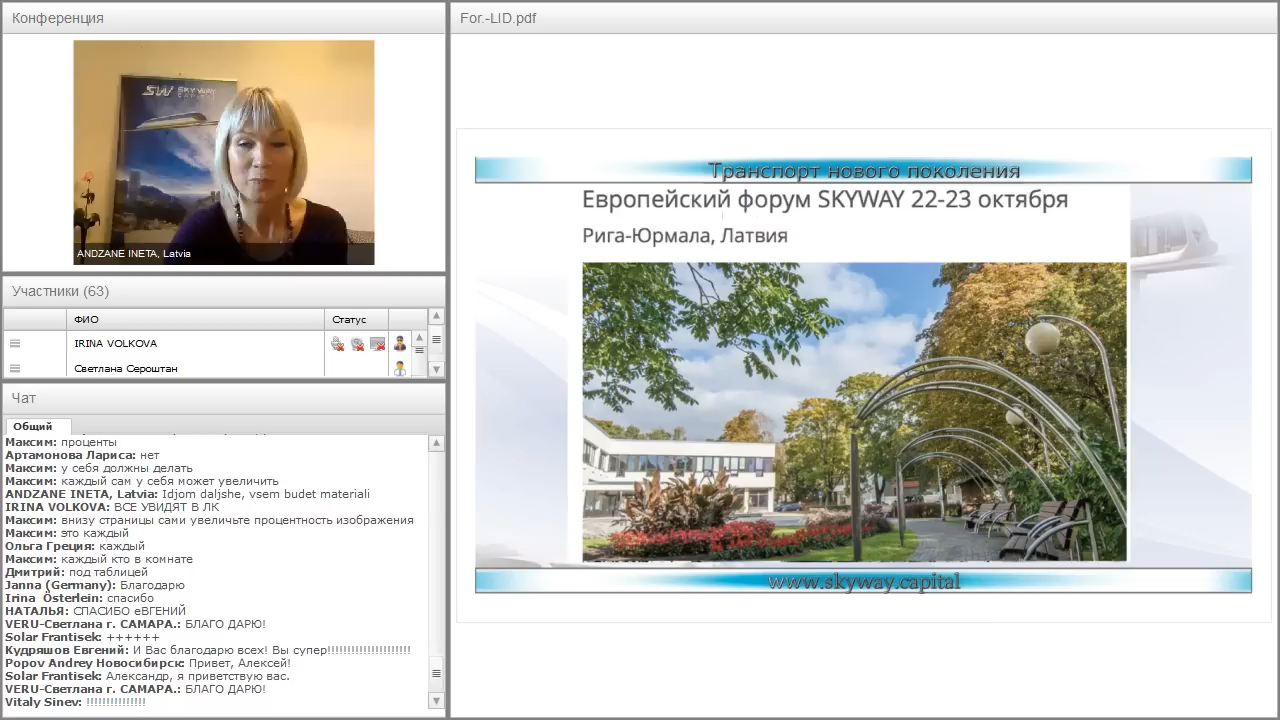 Конференция
SW SKY WAY
CAPITAL
ANDZANE INETA, Latvia
Участники (63)
ФИО
Статус
IRINA VOLKOVA
Светлана Сероштан
Чат
Общий
Максим: проценты
Артамонова Лариса: нет
Максим: у себя должны делать
Максим: каждый сам у себя может увеличить
ANDZANE INETA, Latvia: Idjom daljshe, vsem budet materiali
IRINA VOLKOVA: ВСЕ УВИДЯТ В ЛК
Максим: внизу страницы сами увеличьте процентность изображения
Максим: это каждый
Ольга Греция: каждый
Максим: каждый кто в комнате
Дмитрий: под таблицей
Janna (Germany): Благодарю
Irina Österlein: спасибо
НАТАЛЬЯ: СПАСИБО еВГЕНИЙ
VERU-Светлана г. САМАРА.: БЛАГО ДАРЮ!
Solar Frantisek: ++++++
Кудряшов Евгений: И Вас благодарю всех! Вы супер!!!!!!!!!!!!!!!!!!!!!
Popov Andrey Новосибирск: Привет, Алексей!
Solar Frantisek: Александр, я приветствую вас.
VERU-Светлана г. САМАРА.: БЛАГО ДАРЮ!
Vitaly Sinev: !!!!!!!!!!!!!!!
For.-LID.pdf
Транспорт нового поколения
Европейский форум SKYWAY 22-23 октября
Рига-Юрмала, Латвия
www.skyway.capital